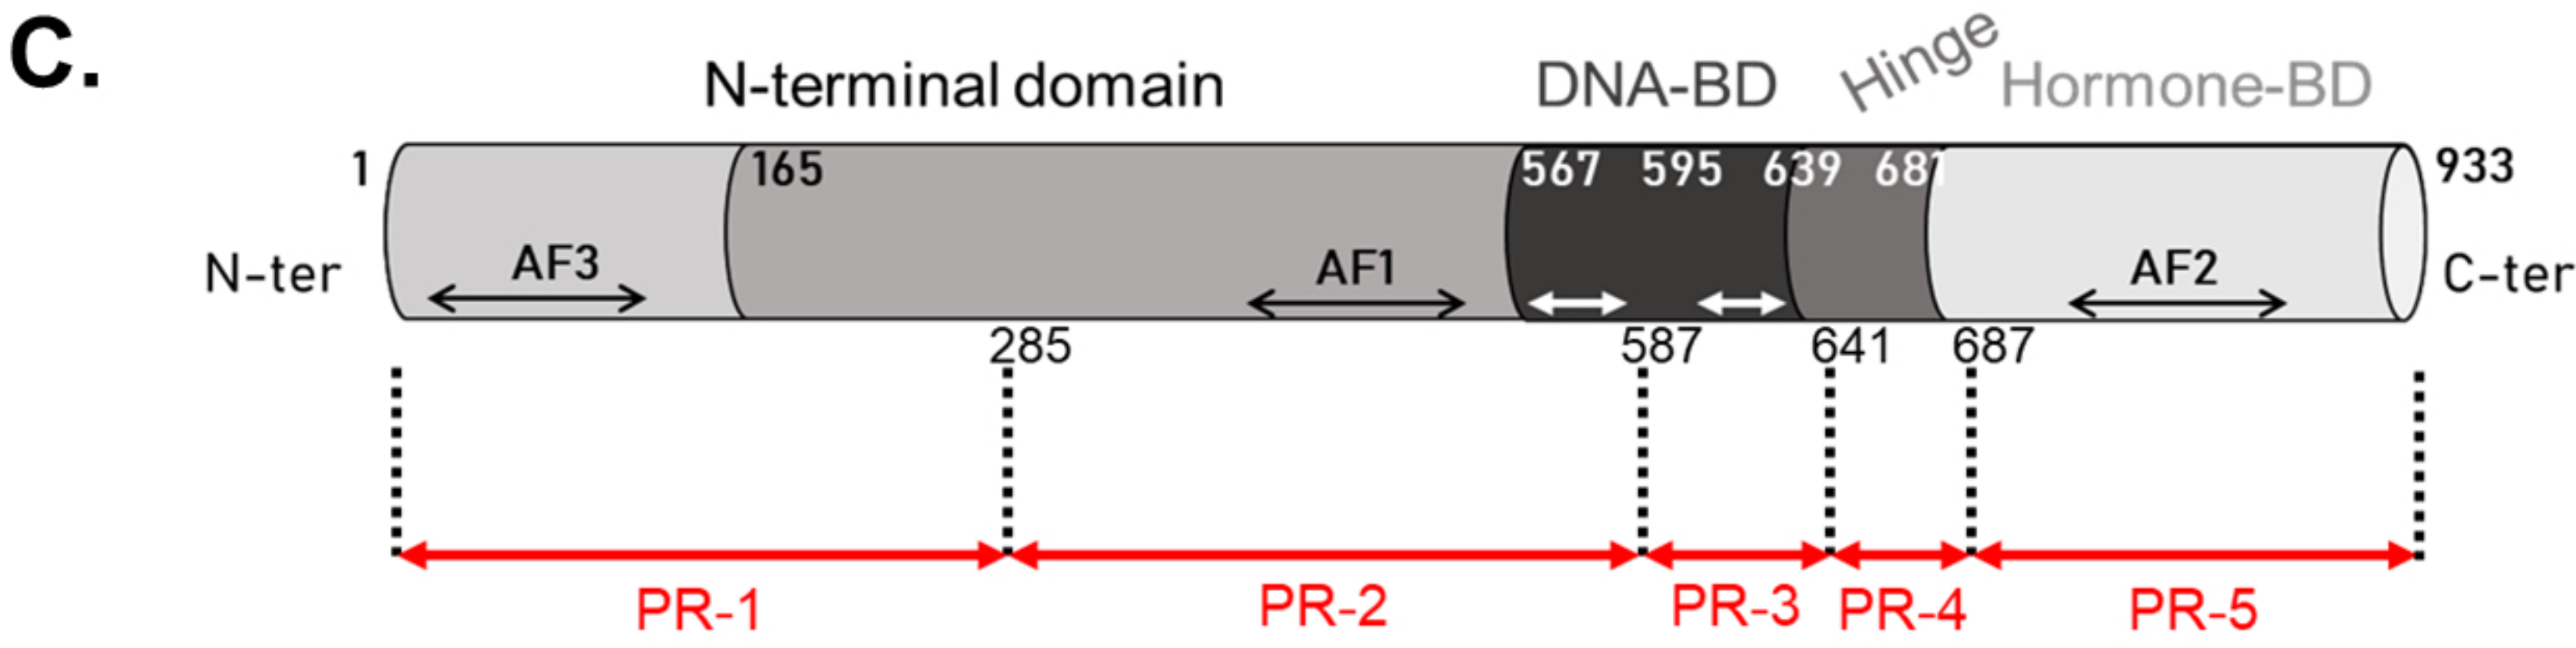 C.
N-terminal domain DNA-BD Hinge Hormone-BD
1 165 567 595 639 681 933
N-ter AF3 AF1 AF2 C-ter
285 587 641 687
PR-1 PR-2 PR-3 PR-4 PR-5